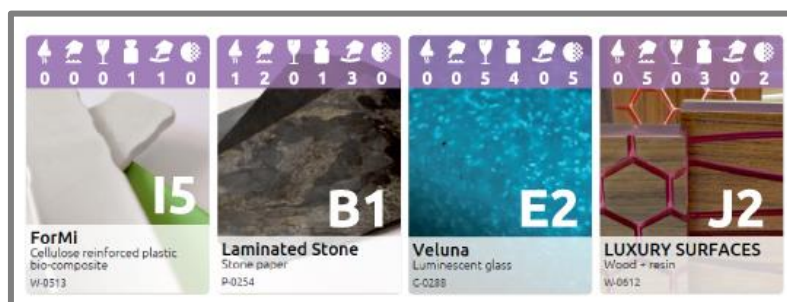 0 0 0 1 1 0
I5
ForMi
Cellulose reinforced plastic
bio-composite
W-0513
1 2 0 1 3 0
B1
Laminated Stone
Stone paper
P-0254
0 0 5 4 0 5
E2
Veluna
Luminescent glass
C-0288
0 5 0 3 0 2
J2
LUXURY SURFACES
Wood + resin
W-0612